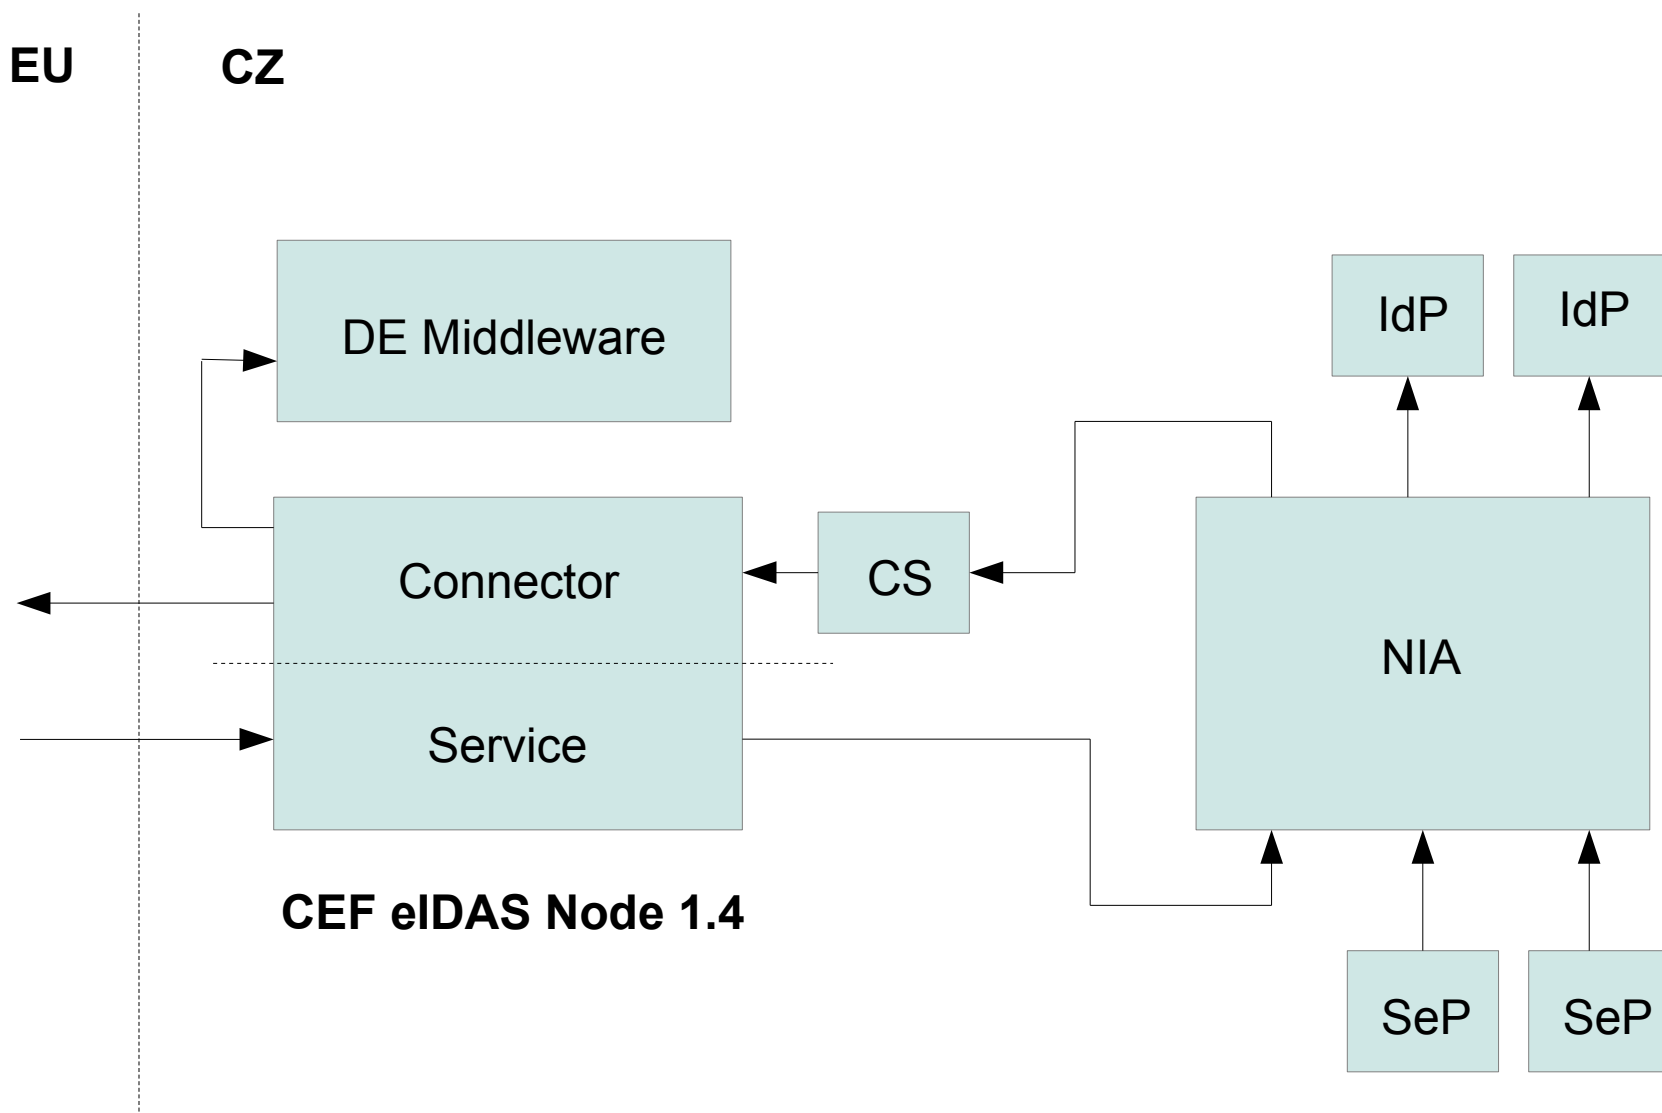 EU
CZ
DE Middleware
IdP
IdP
Connector
CS
NIA
Service
CEF eIDAS Node 1.4
SeP
SeP